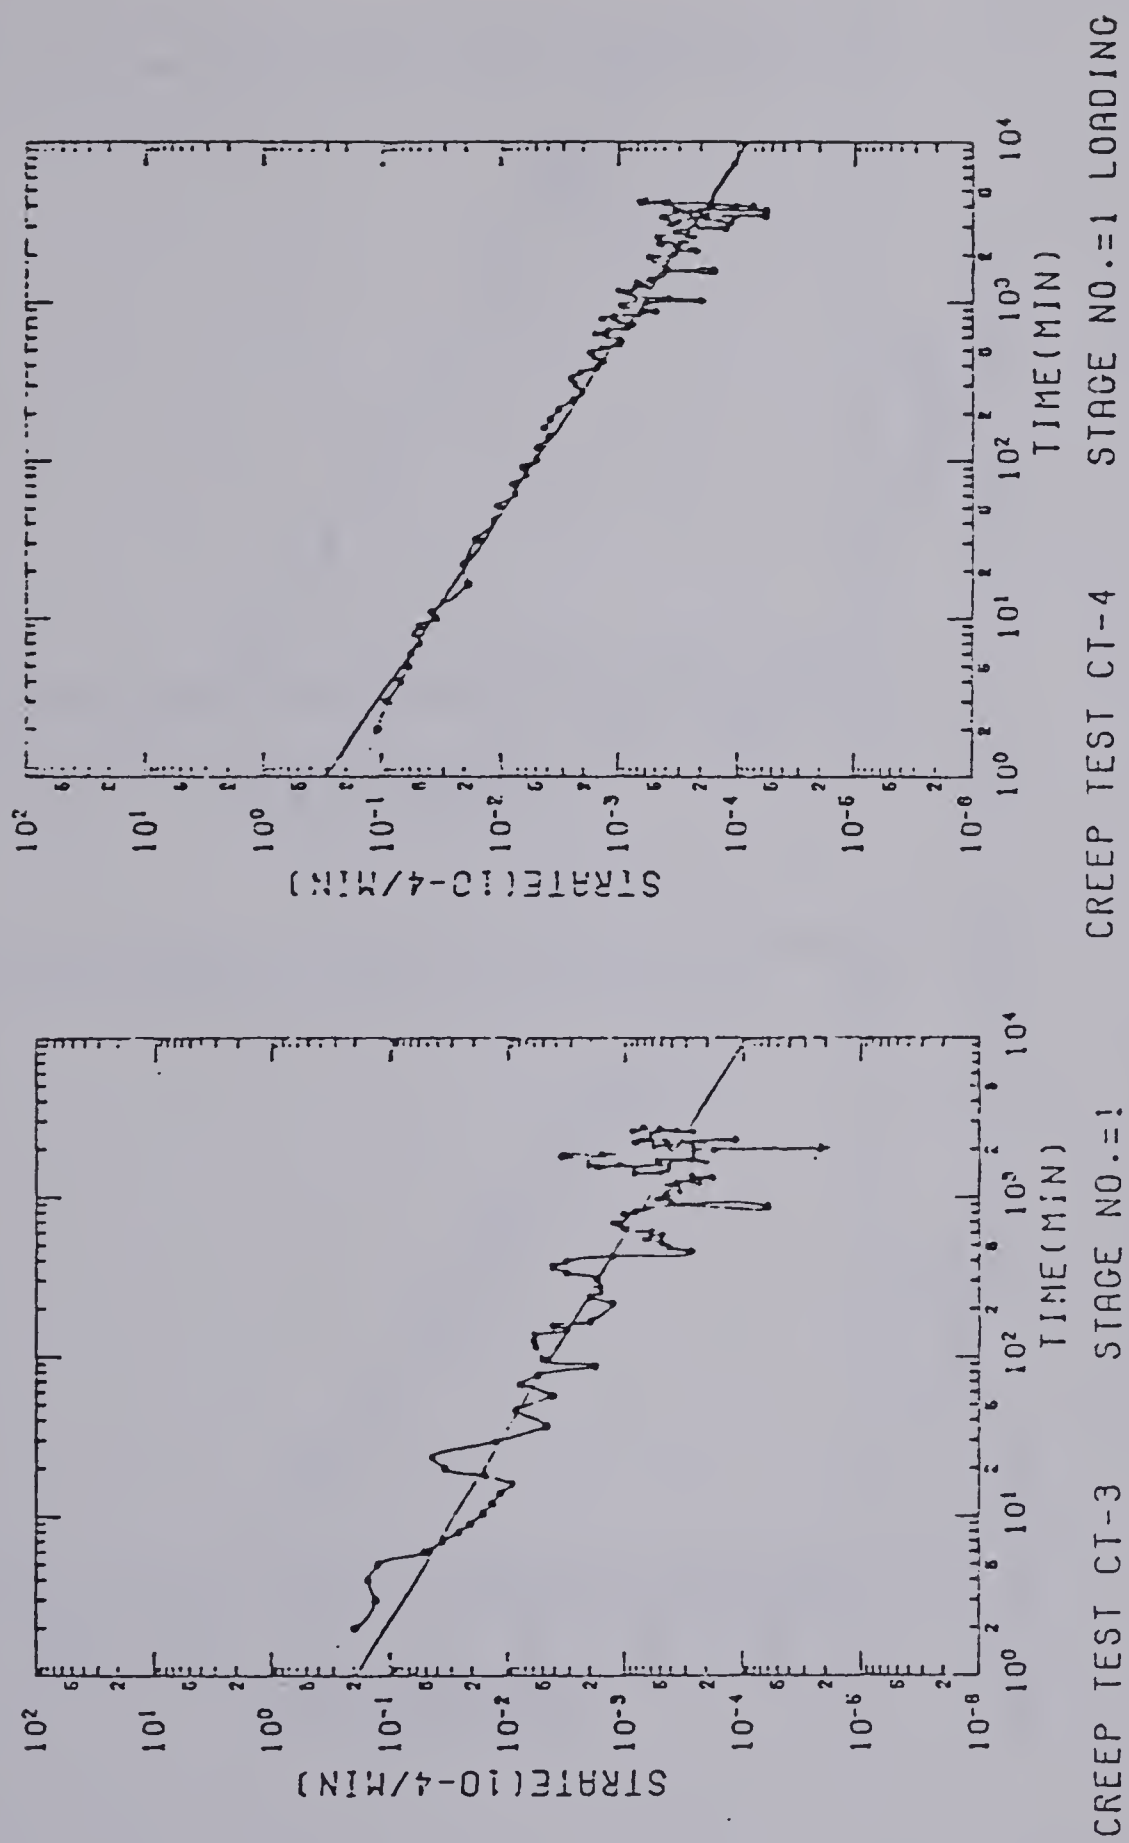 STRATE(10-4/MIN)
10² 10¹ 10⁰ 10⁻¹ 10⁻² 10⁻³ 10⁻⁴ 10⁻⁵ 10⁻⁶
10⁰ 10¹ 10² 10³ 10⁴
TIME(MIN)
CREEP TEST CT-3 STAGE NO.=1
STRATE(10-4/MIN)
10² 10¹ 10⁰ 10⁻¹ 10⁻² 10⁻³ 10⁻⁴ 10⁻⁵ 10⁻⁶
10⁰ 10¹ 10² 10³ 10⁴
TIME(MIN)
CREEP TEST CT-4 STAGE NO.=1 LOADING